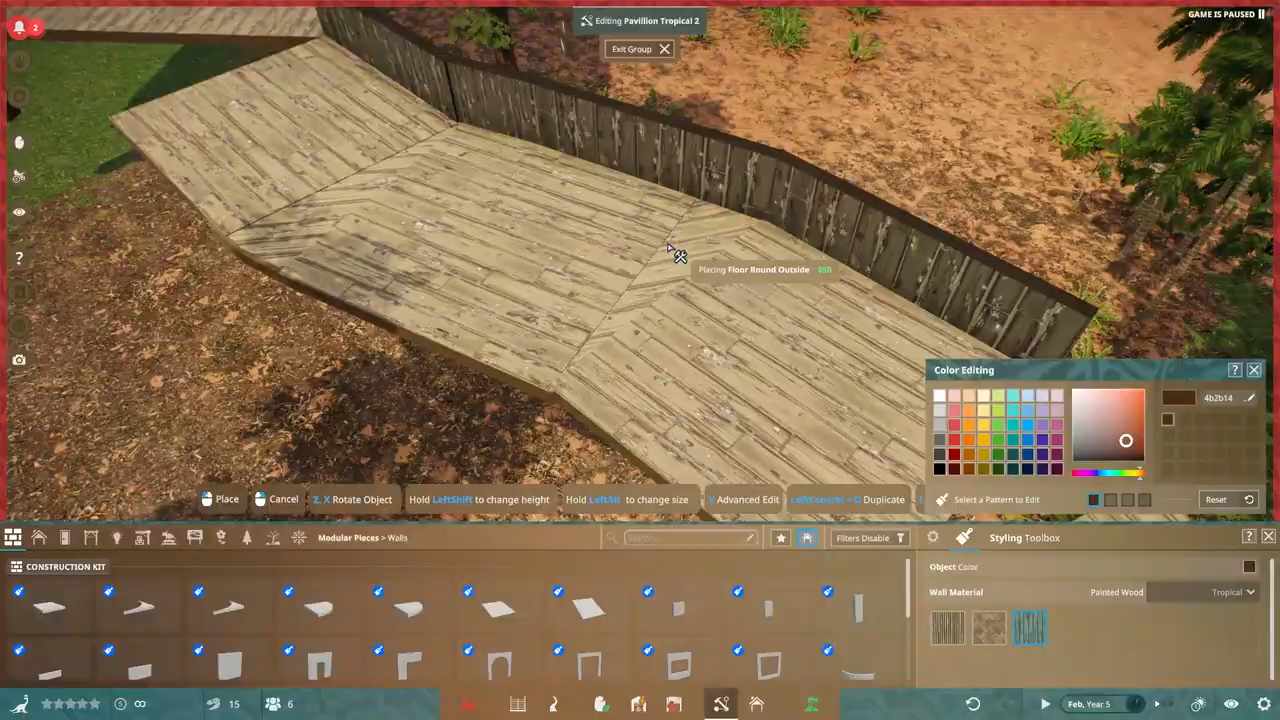 2
Editing Pavillion Tropical 2
GAME IS PAUSED
Exit Group
Placing Floor Round Outside $50
Color Editing
?
4b2b14
Place
Cancel
Z, X Rotate Object
Hold LeftShift to change height
Hold LeftAlt to change size
Advanced Edit
LeftControl + D Duplicate
Select a Pattern to Edit
Reset
Modular Pieces > Walls
Search...
Filters Disable
Styling Toolbox
?
CONSTRUCTION KIT
Object Color
Wall Material
Painted Wood
Tropical
∞
15
6
Feb, Year 5
?